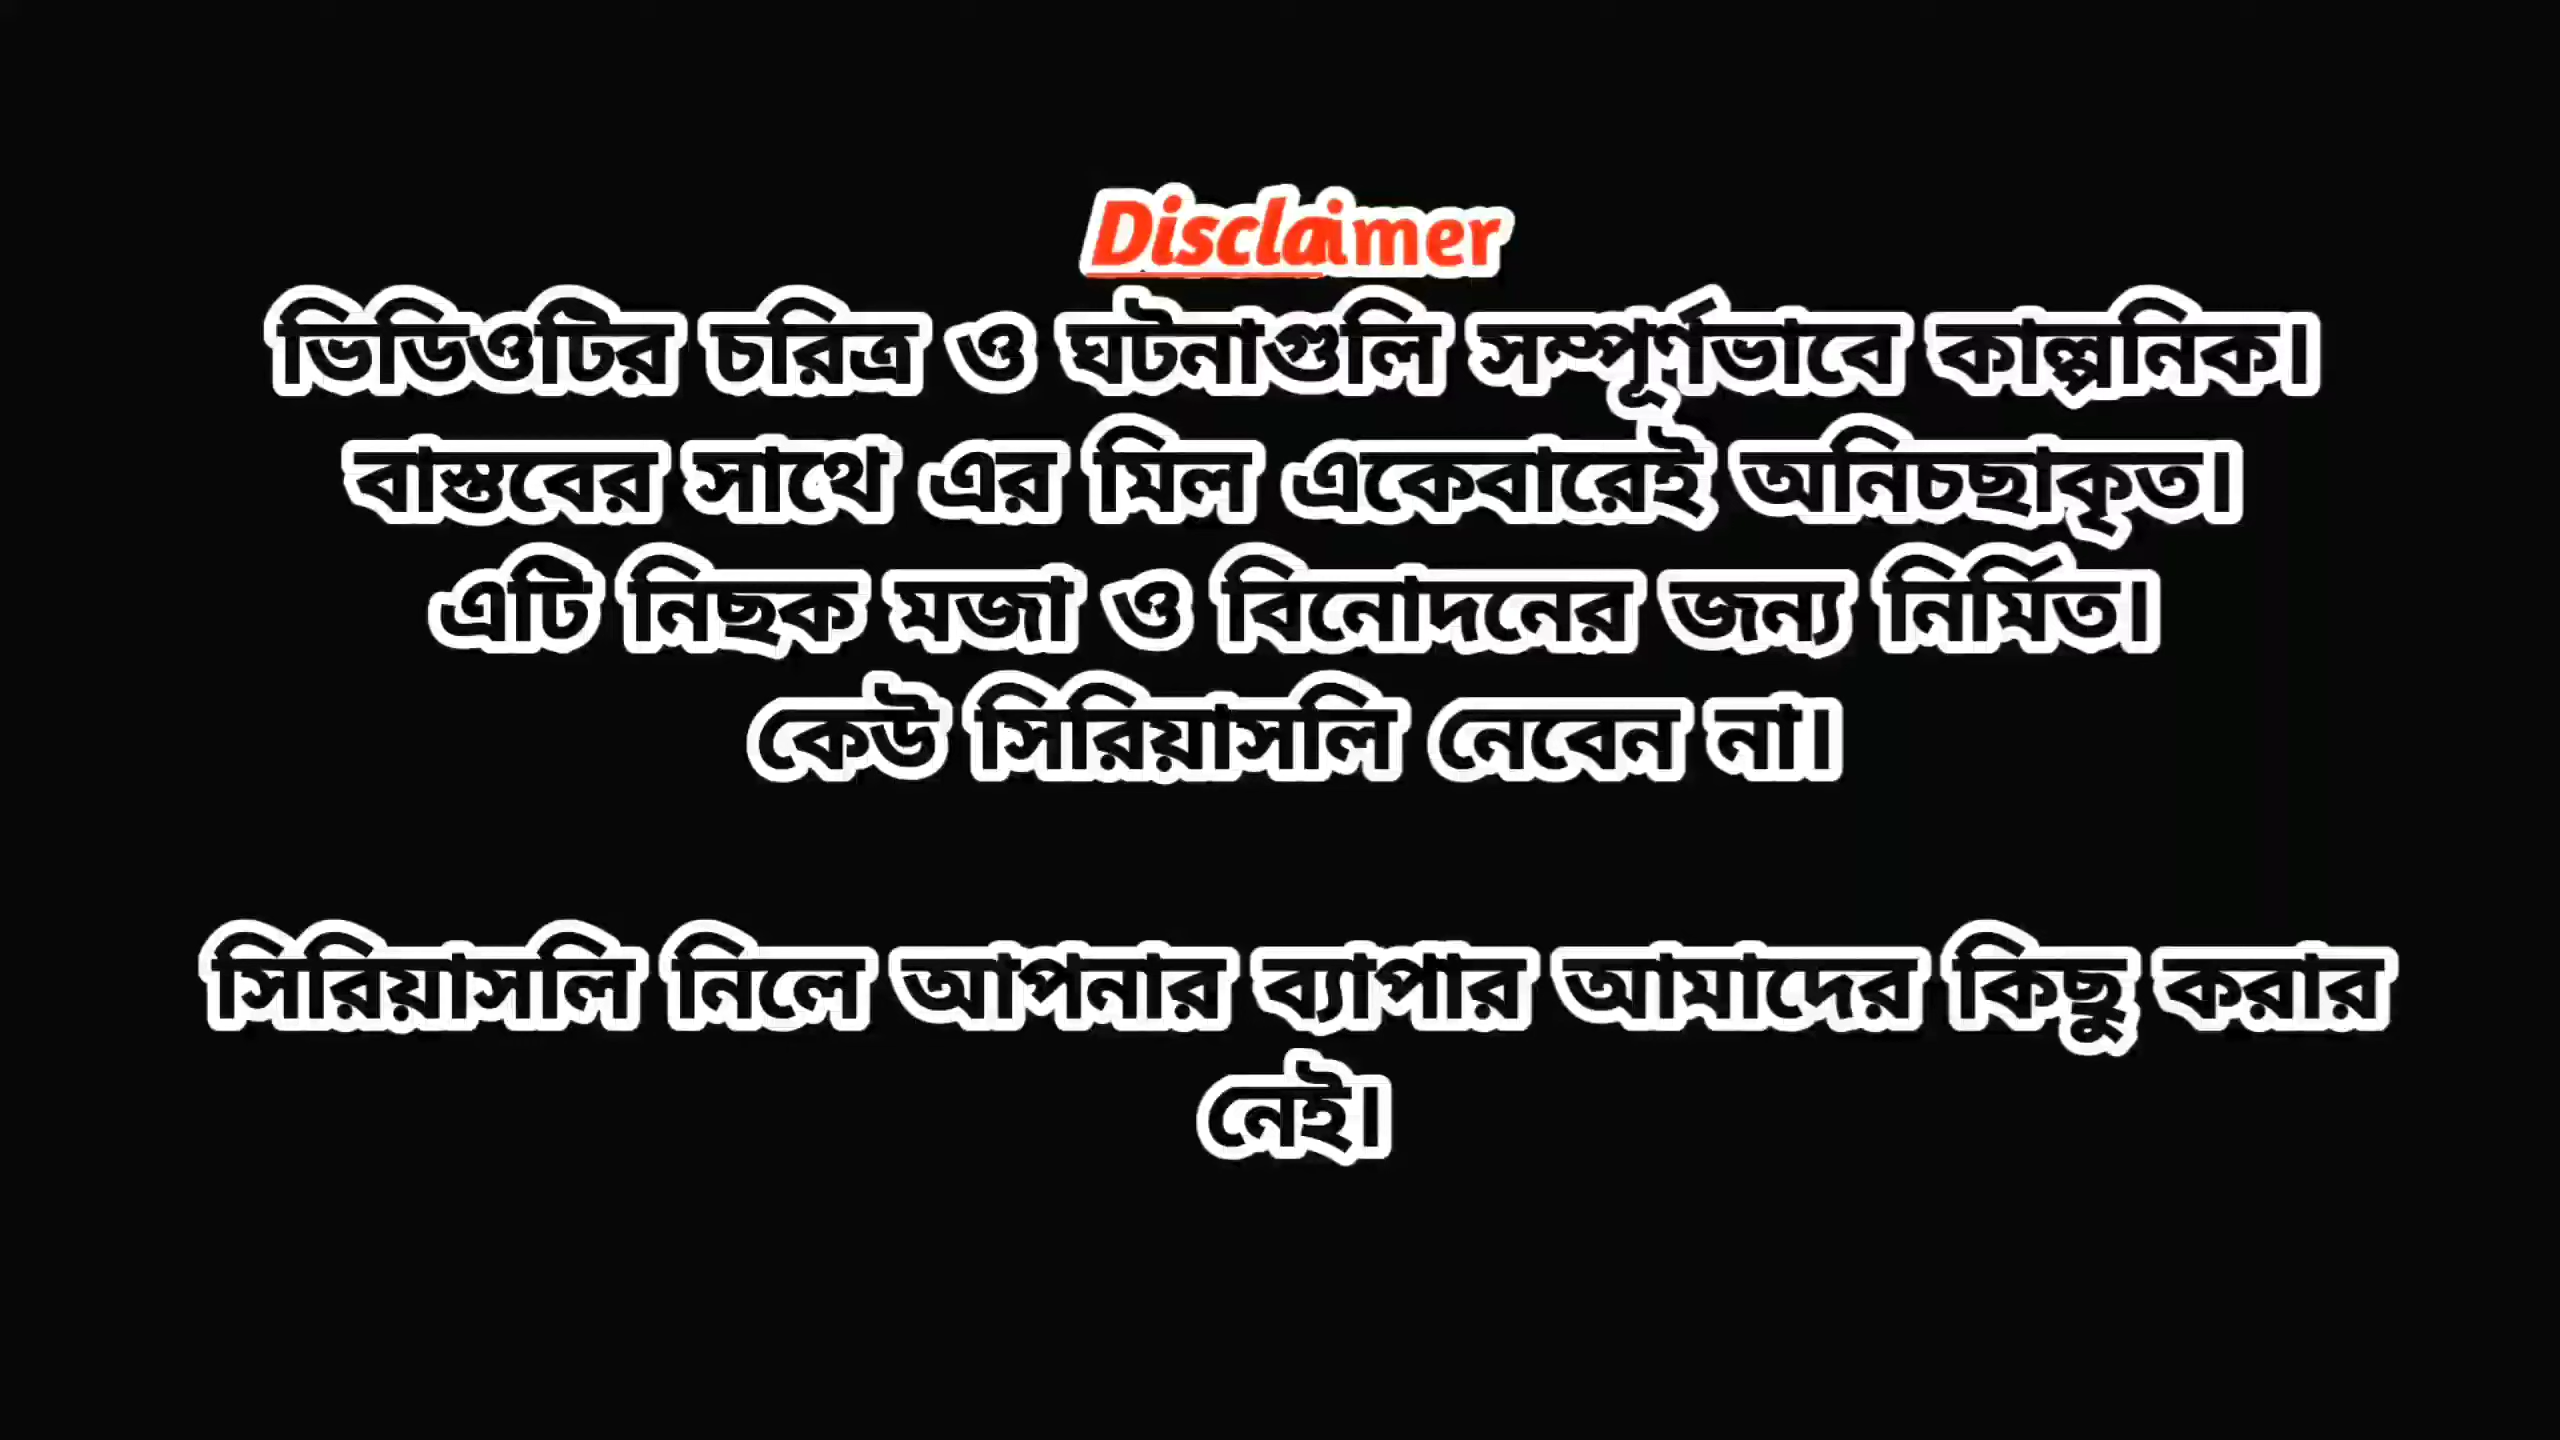 Disclaimer
ভিডিওটির চরিত্র ও ঘটনাগুলি সম্পূর্ণভাবে কাল্পনিক।
বাস্তবের সাথে এর মিল একেবারেই অনিচছাকৃত।
এটি নিছক মজা ও বিনোদনের জন্য নির্মিত।
কেউ সিরিয়াসলি নেবেন না।
সিরিয়াসলি নিলে আপনার ব্যাপার আমাদের কিছু করার
নেই।